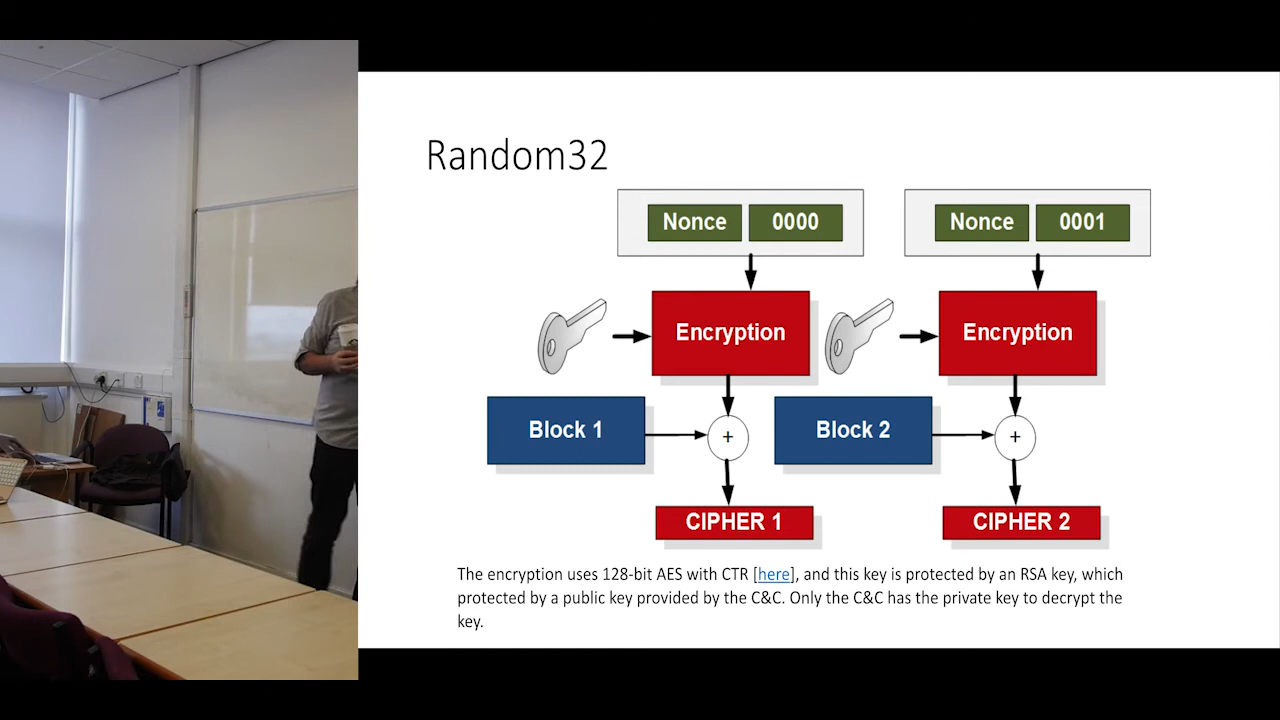 Random32
Nonce 0000
Nonce 0001
Encryption
Encryption
Block 1
Block 2
+
+
CIPHER 1
CIPHER 2
The encryption uses 128-bit AES with CTR [here], and this key is protected by an RSA key, which
protected by a public key provided by the C&C. Only the C&C has the private key to decrypt the
key.